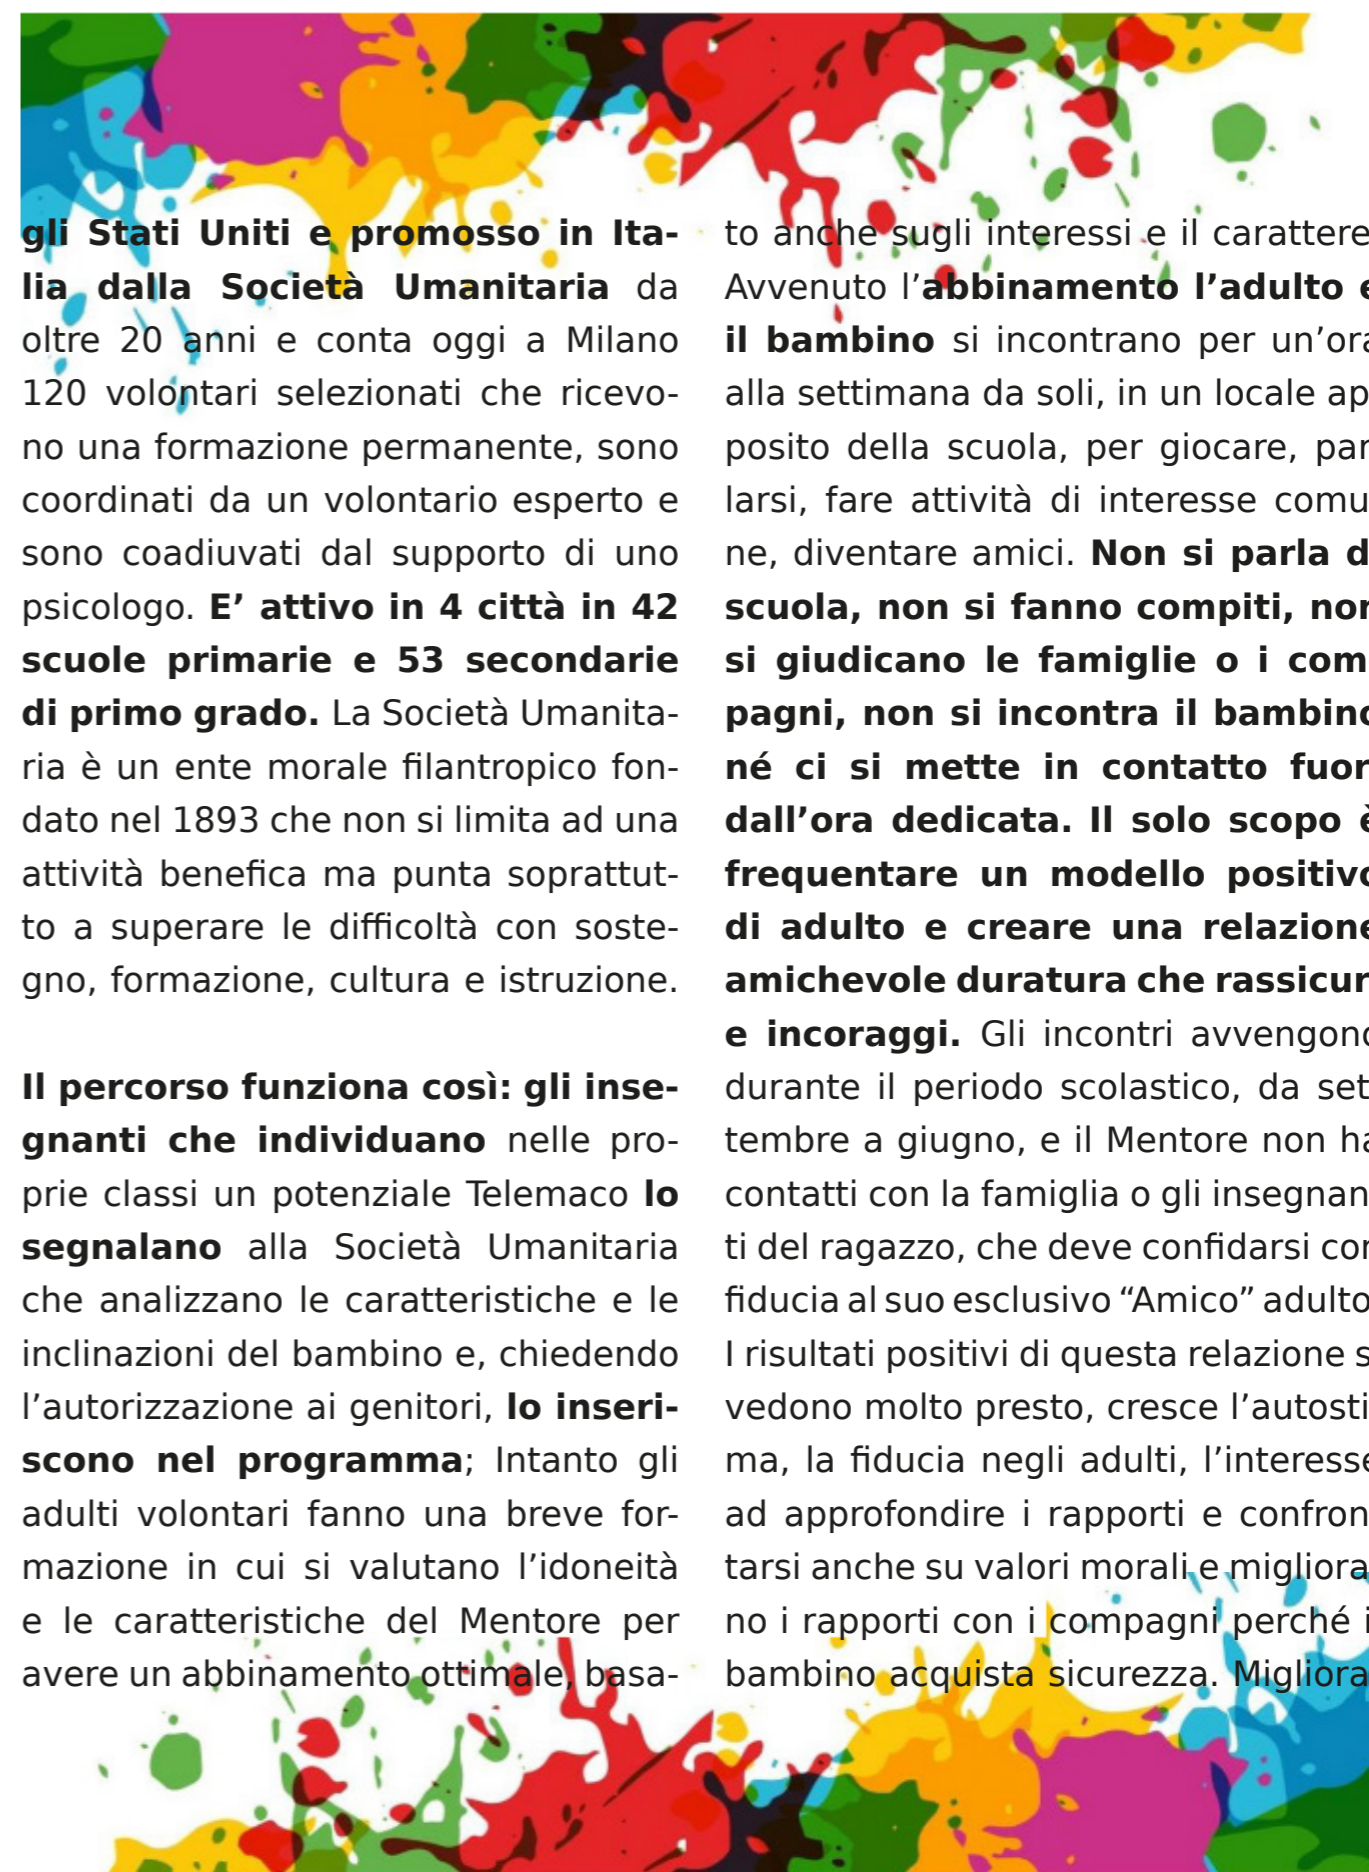 gli Stati Uniti e promosso in Ita-
lia dalla Società Umanitaria da
oltre 20 anni e conta oggi a Milano
120 volontari selezionati che ricevo-
no una formazione permanente, sono
coordinati da un volontario esperto e
sono coadiuvati dal supporto di uno
psicologo. E’ attivo in 4 città in 42
scuole primarie e 53 secondarie
di primo grado. La Società Umanita-
ria è un ente morale filantropico fon-
dato nel 1893 che non si limita ad una
attività benefica ma punta soprattut-
to a superare le difficoltà con soste-
gno, formazione, cultura e istruzione.
Il percorso funziona così: gli inse-
gnanti che individuano nelle pro-
prie classi un potenziale Telemaco lo
segnalano alla Società Umanitaria
che analizzano le caratteristiche e le
inclinazioni del bambino e, chiedendo
l’autorizzazione ai genitori, lo inseri-
scono nel programma; Intanto gli
adulti volontari fanno una breve for-
mazione in cui si valutano l’idoneità
e le caratteristiche del Mentore per
avere un abbinamento ottimale, basa-
to anche sugli interessi e il carattere
Avvenuto l’abbinamento l’adulto e
il bambino si incontrano per un’ora
alla settimana da soli, in un locale ap
posito della scuola, per giocare, par
larsi, fare attività di interesse comu
ne, diventare amici. Non si parla d
scuola, non si fanno compiti, non
si giudicano le famiglie o i com
pagni, non si incontra il bambino
né ci si mette in contatto fuor
dall’ora dedicata. Il solo scopo è
frequentare un modello positivo
di adulto e creare una relazione
amichevole duratura che rassicur
e incoraggi. Gli incontri avvengono
durante il periodo scolastico, da set
tembre a giugno, e il Mentore non ha
contatti con la famiglia o gli insegnan
ti del ragazzo, che deve confidarsi con
fiducia al suo esclusivo “Amico” adulto
I risultati positivi di questa relazione s
vedono molto presto, cresce l’autosti
ma, la fiducia negli adulti, l’interesse
ad approfondire i rapporti e confron
tarsi anche su valori morali e migliora
no i rapporti con i compagni perché i
bambino acquista sicurezza. Migliora